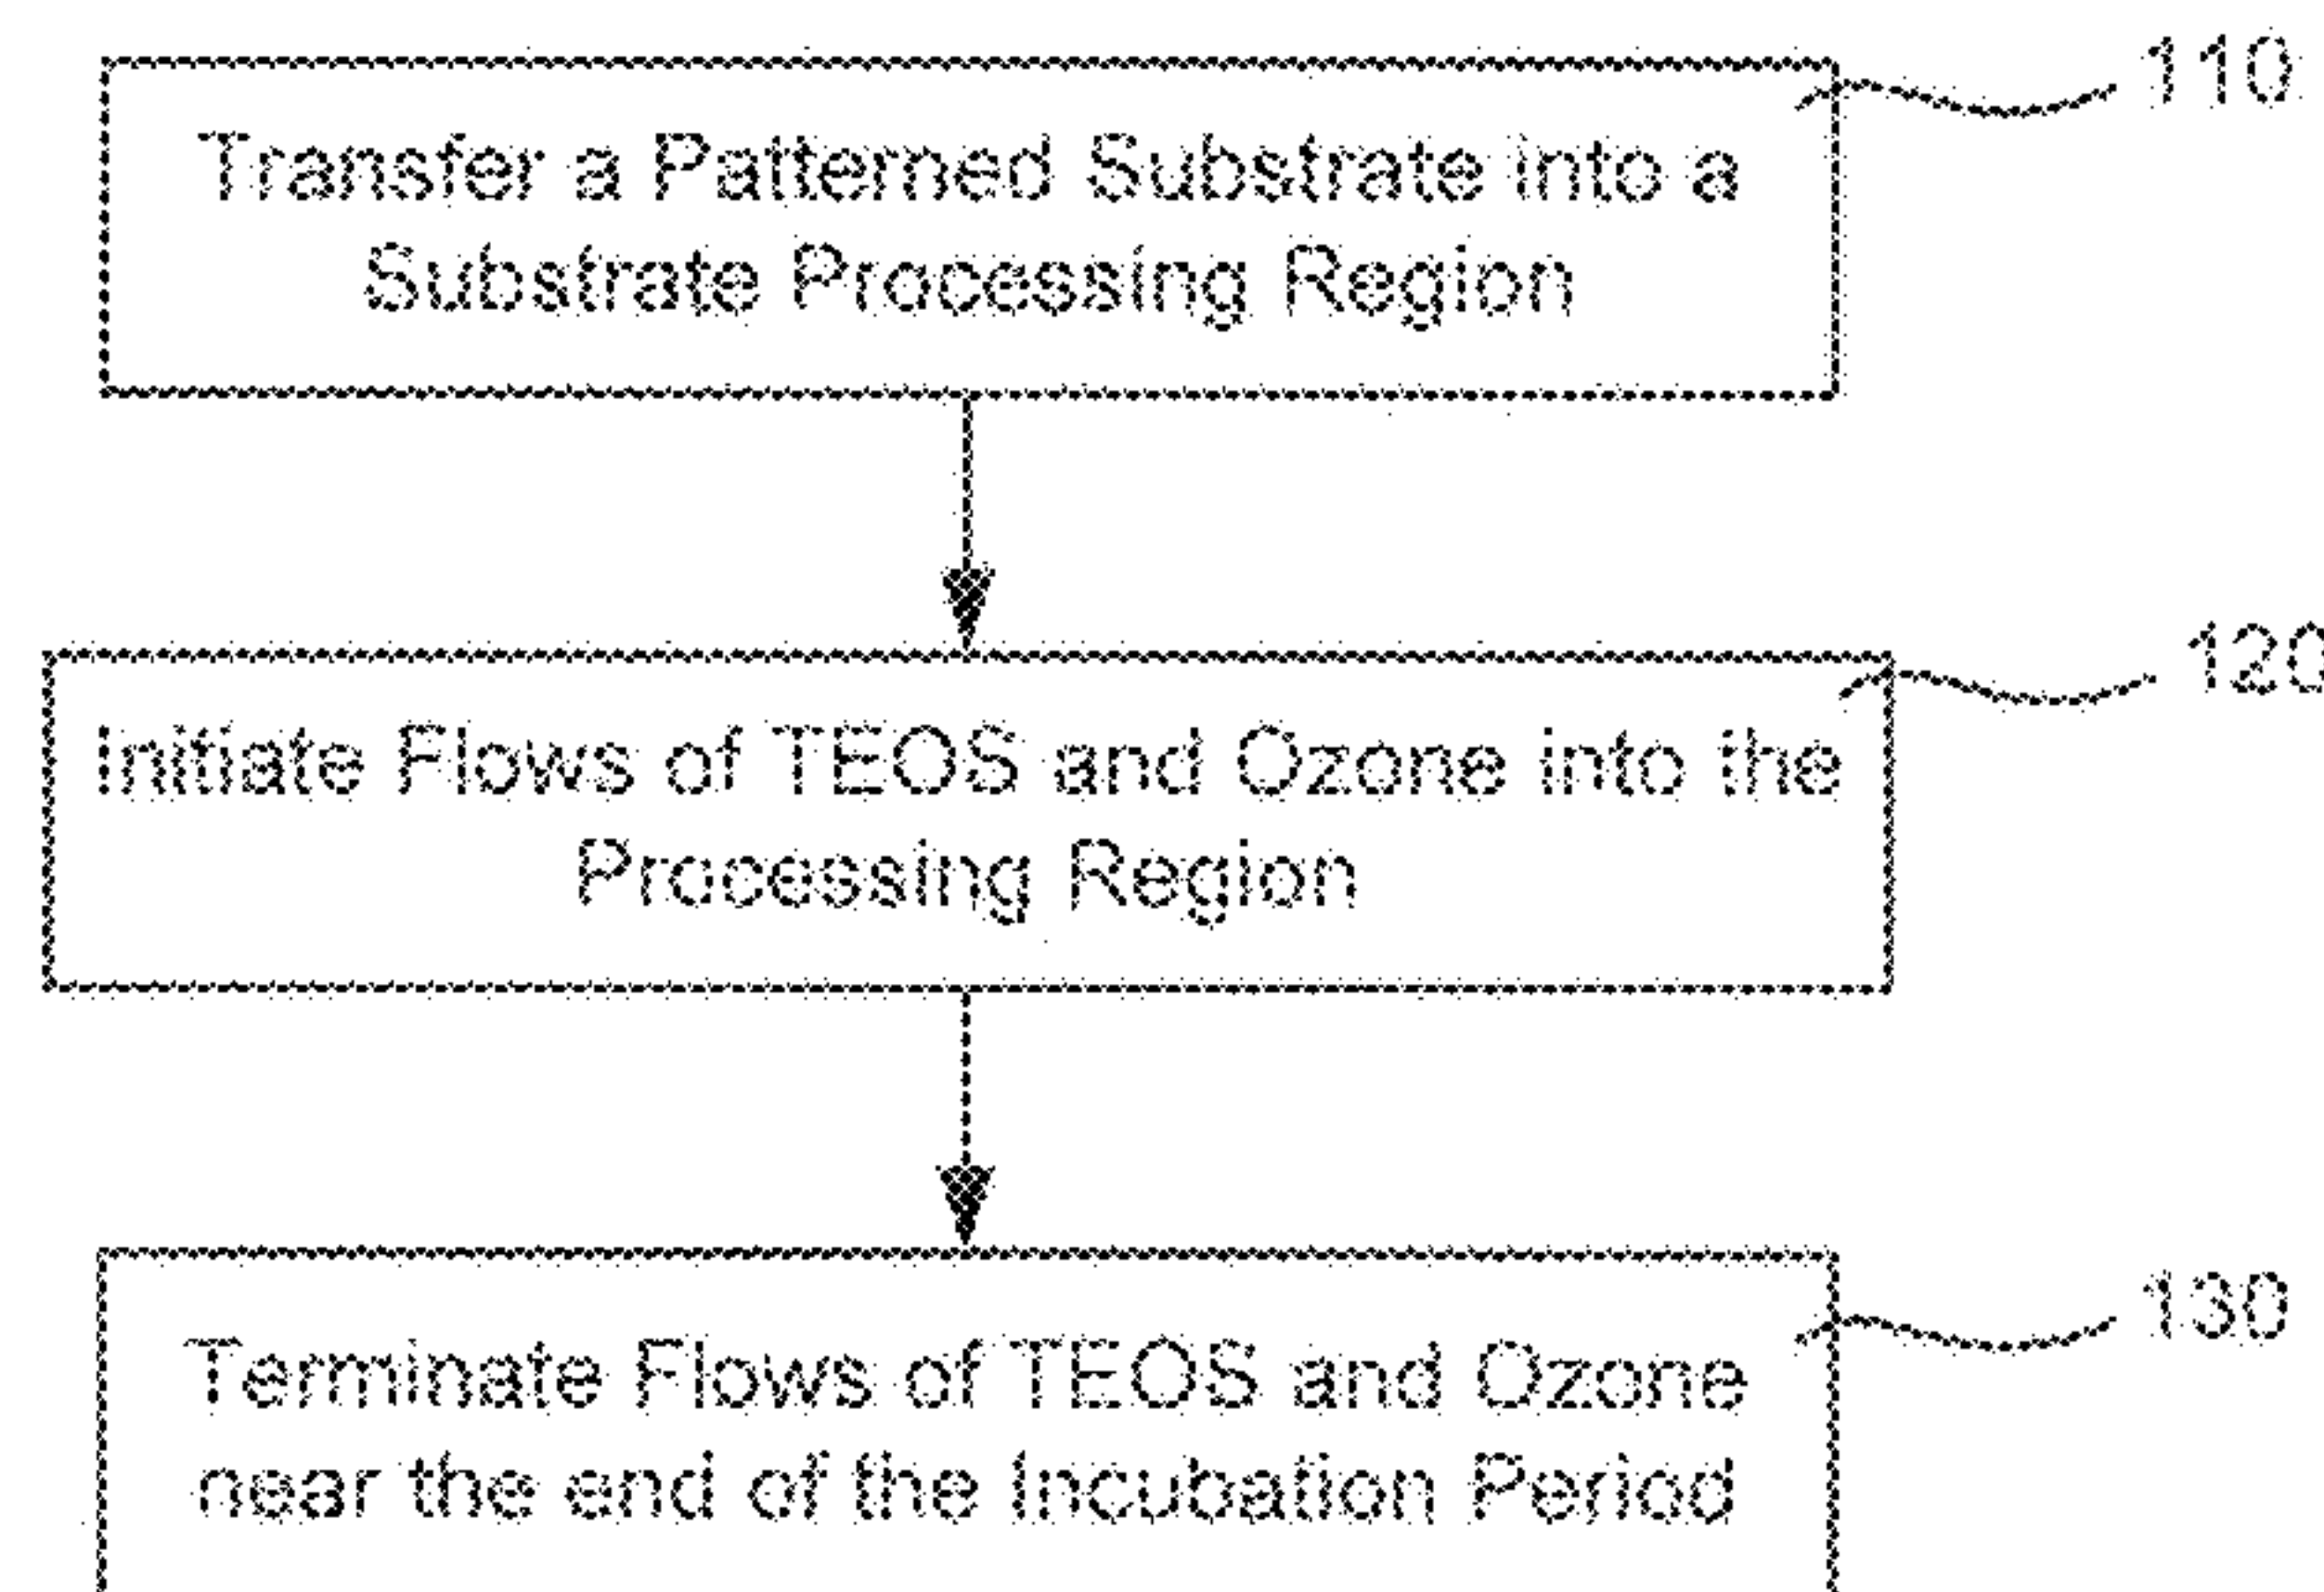 110
Transfer a Patterned Substrate into a
Substrate Processing Region
120
Initiate Flows of TEOS and Ozone into the
Processing Region
130
Terminate Flows of TEOS and Ozone
near the end of the Incubation Period